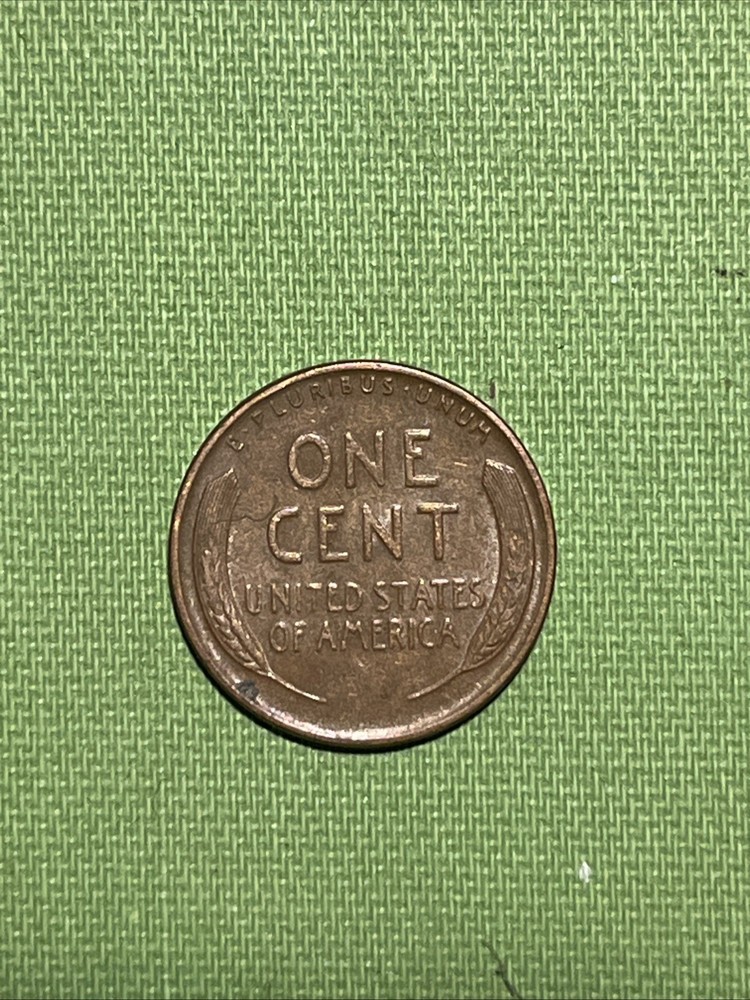 E PLURIBUS·UNUM
ONE
CENT
UNITED STATES
OF AMERICA